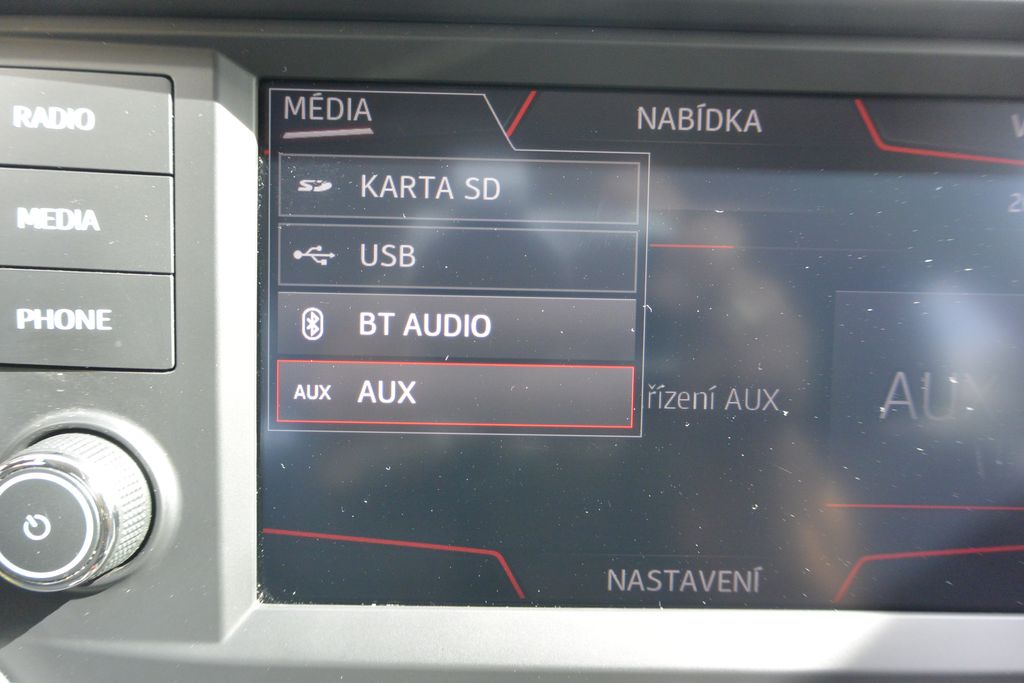 RADIO
MEDIA
PHONE
MÉDIA
NABÍDKA
KARTA SD
USB
BT AUDIO
AUX AUX
řízení AUX
AUX
NASTAVENÍ